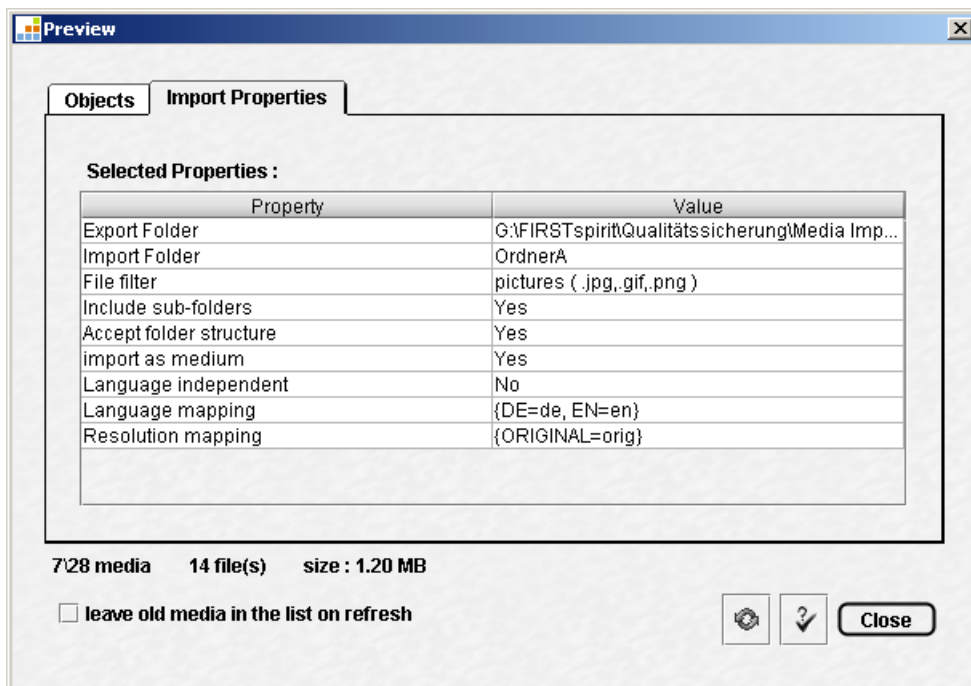 Preview
Objects Import Properties
Selected Properties :
Property Value
Export Folder G:\FIRSTspirit\Qualitätssicherung\Media Imp...
Import Folder OrdnerA
File filter pictures ( .jpg,.gif,.png )
Include sub-folders Yes
Accept folder structure Yes
import as medium Yes
Language independent No
Language mapping {DE=de, EN=en}
Resolution mapping {ORIGINAL=orig}
7\28 media 14 file(s) size : 1.20 MB
leave old media in the list on refresh Close